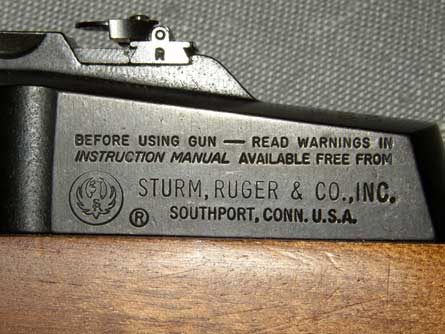 BEFORE USING GUN — READ WARNINGS IN
INSTRUCTION MANUAL AVAILABLE FREE FROM
STURM, RUGER & CO., INC.
® SOUTHPORT, CONN. U.S.A.